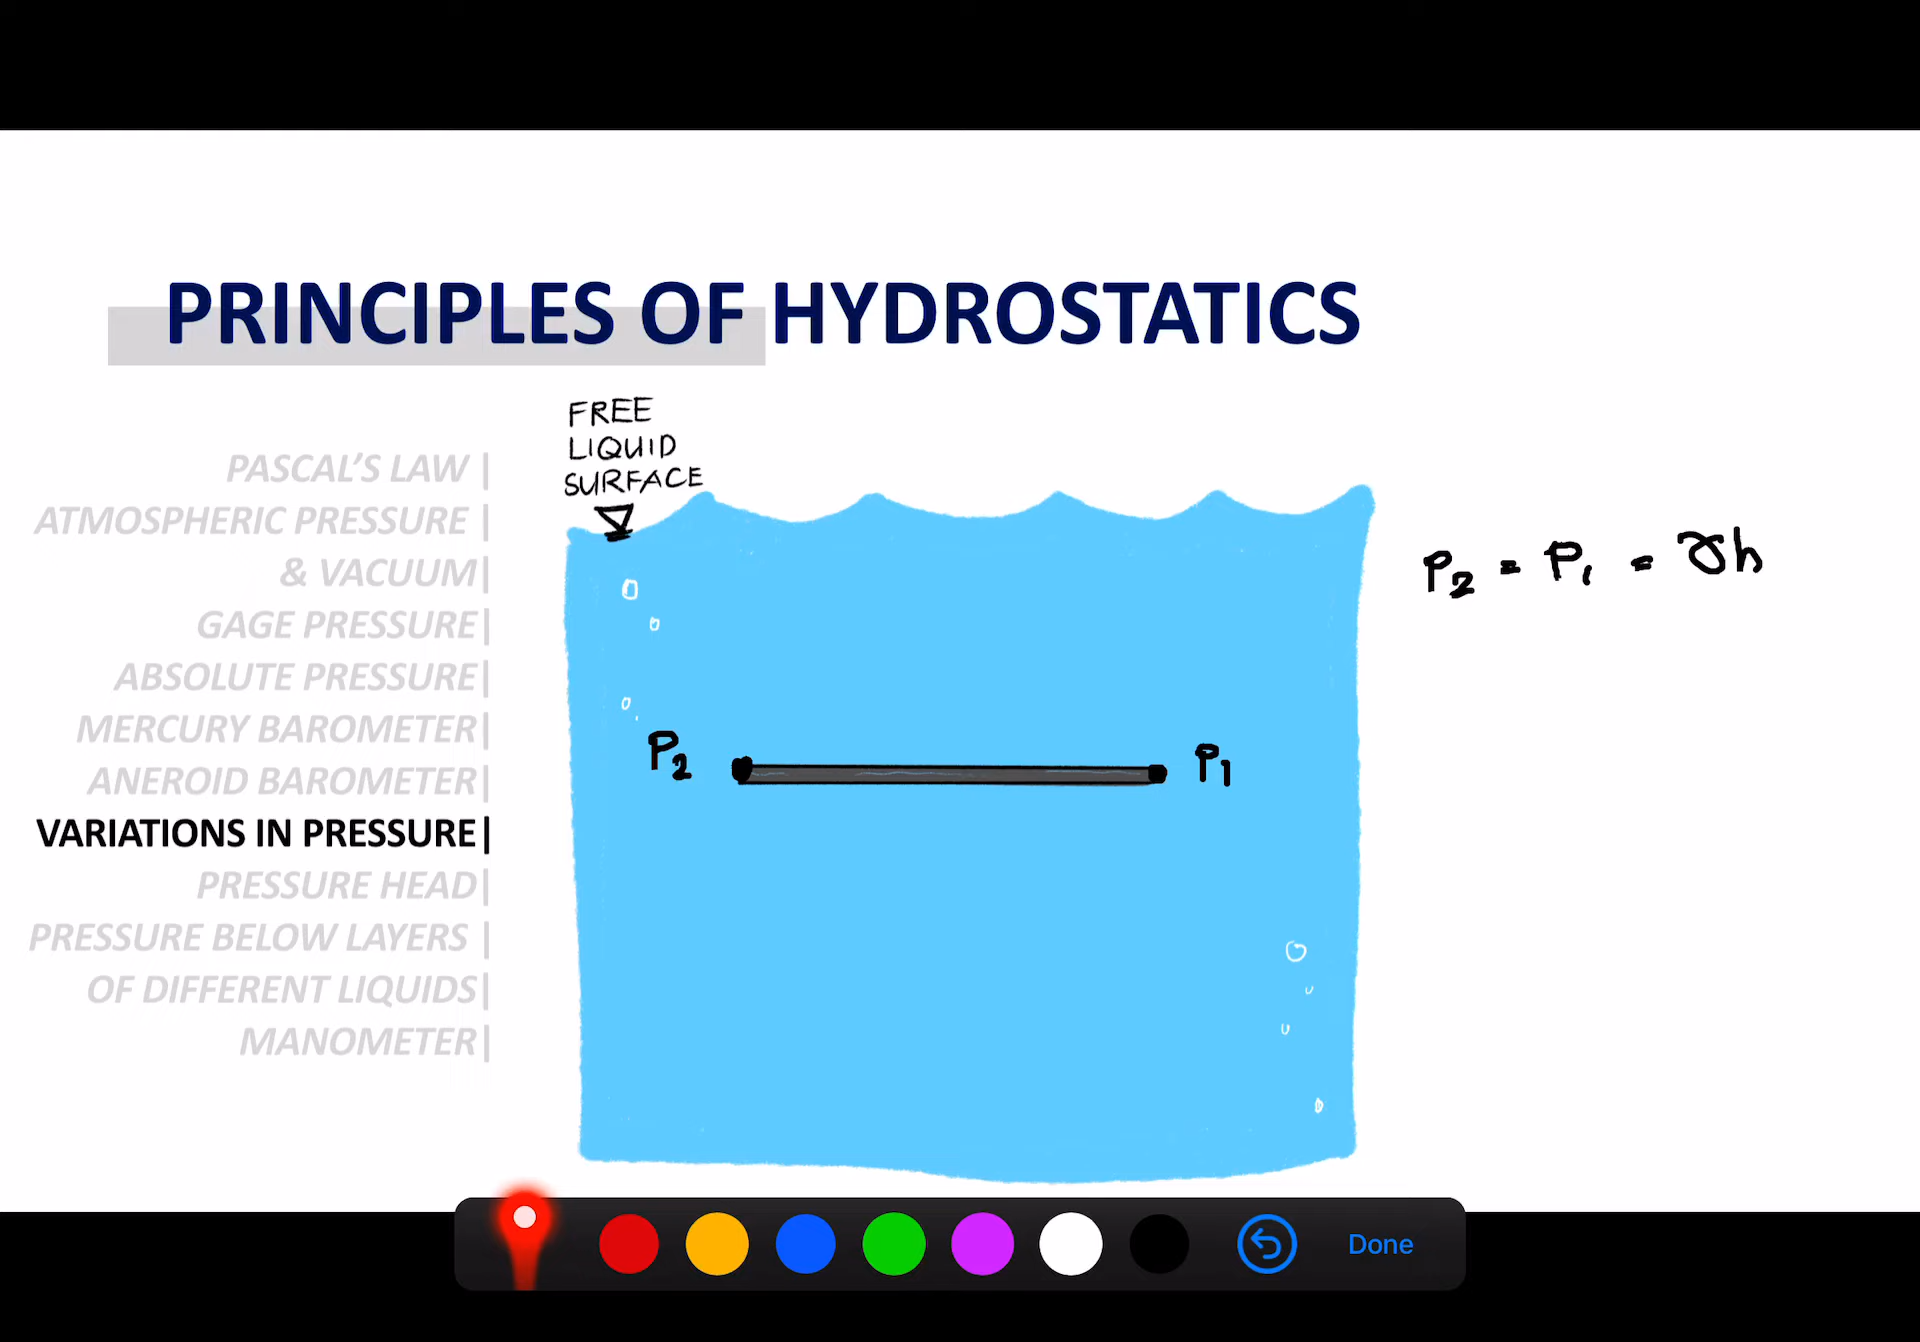 PRINCIPLES OF HYDROSTATICS
PASCAL'S LAW |
ATMOSPHERIC PRESSURE |
& VACUUM|
GAGE PRESSURE|
ABSOLUTE PRESSURE|
MERCURY BAROMETER|
ANEROID BAROMETER|
VARIATIONS IN PRESSURE|
PRESSURE HEAD|
PRESSURE BELOW LAYERS |
OF DIFFERENT LIQUIDS|
MANOMETER|
FREE
LIQUID
SURFACE
P₂
P₁
P₂ = P₁ = γh
Done